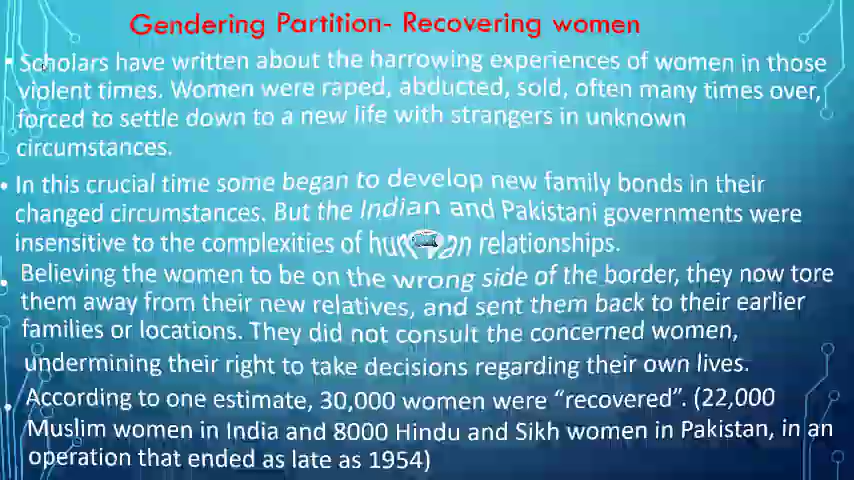 Gendering Partition- Recovering women
• Scholars have written about the harrowing experiences of women in those
violent times. Women were raped, abducted, sold, often many times over,
forced to settle down to a new life with strangers in unknown
circumstances.
• In this crucial time some began to develop new family bonds in their
changed circumstances. But the Indian and Pakistani governments were
insensitive to the complexities of human relationships.
• Believing the women to be on the wrong side of the border, they now tore
them away from their new relatives, and sent them back to their earlier
families or locations. They did not consult the concerned women,
undermining their right to take decisions regarding their own lives.
• According to one estimate, 30,000 women were “recovered”. (22,000
Muslim women in India and 8000 Hindu and Sikh women in Pakistan, in an
operation that ended as late as 1954)